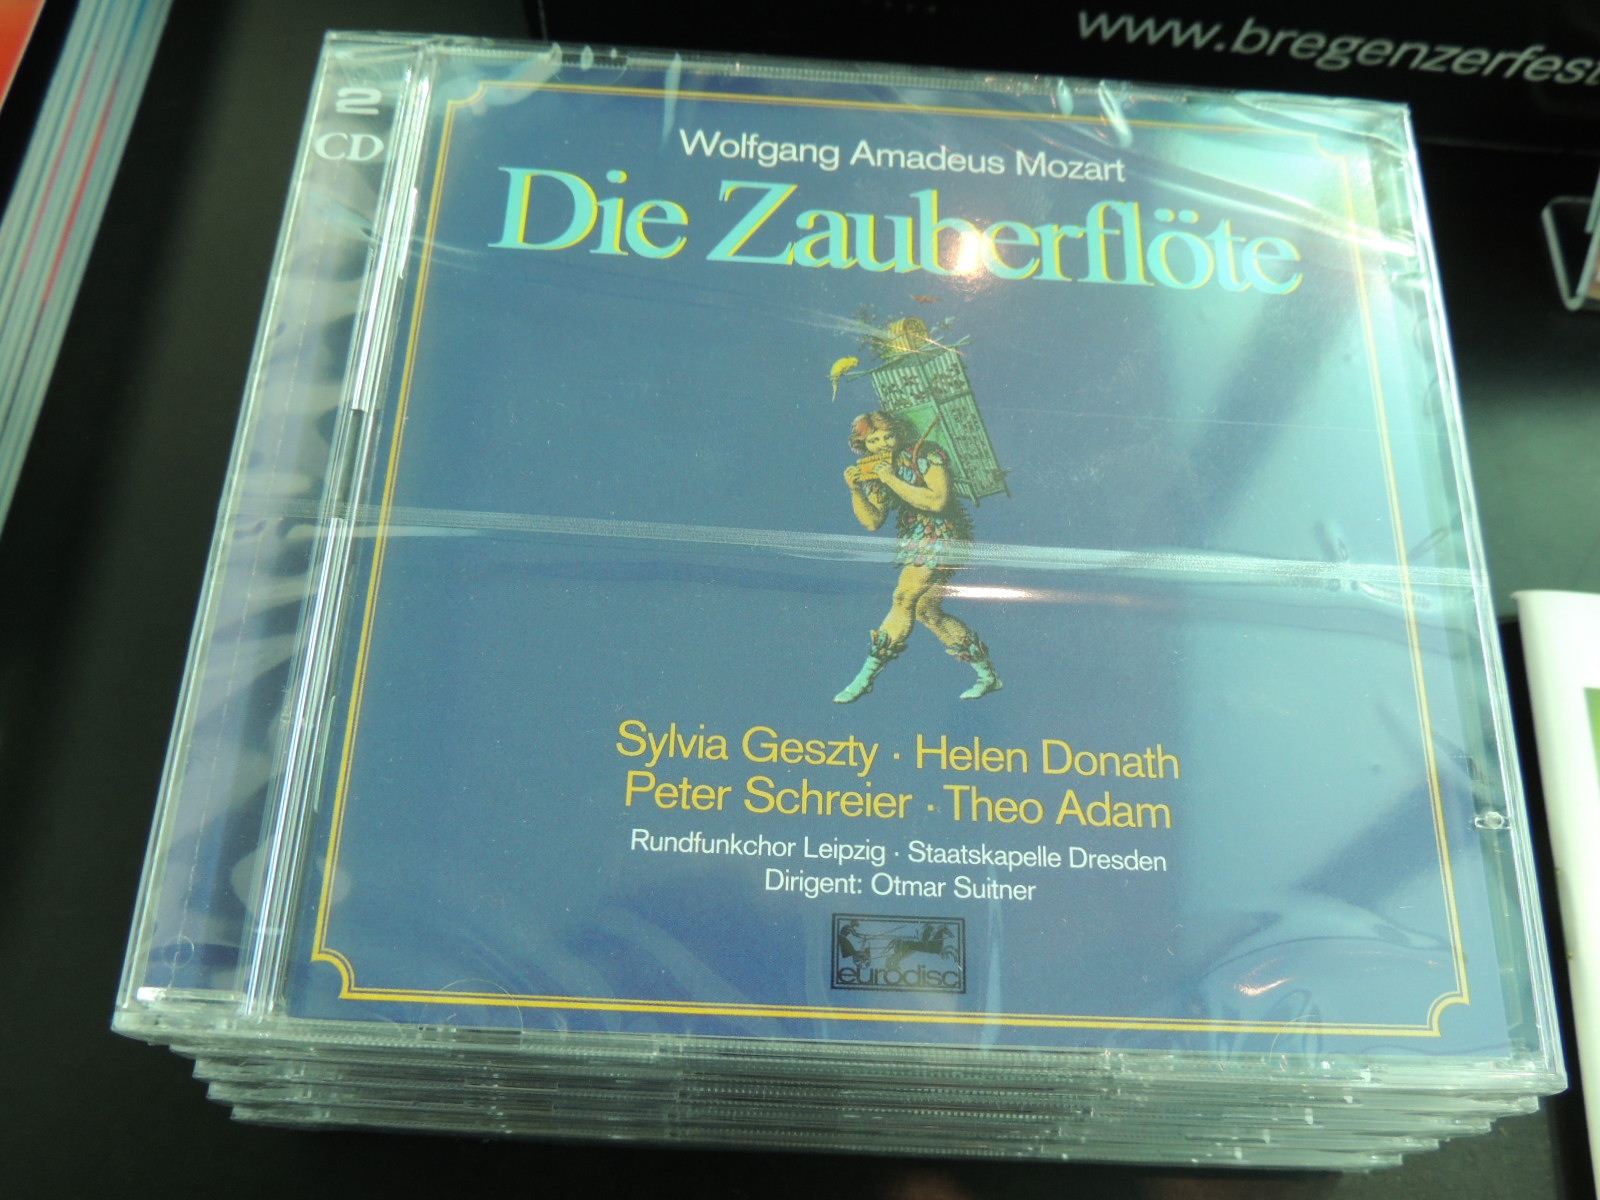 www.bregenzerfest
2
CD
Wolfgang Amadeus Mozart
Die Zauberflöte
Sylvia Geszty · Helen Donath
Peter Schreier · Theo Adam
Rundfunkchor Leipzig · Staatskapelle Dresden
Dirigent: Otmar Suitner
eurodisc